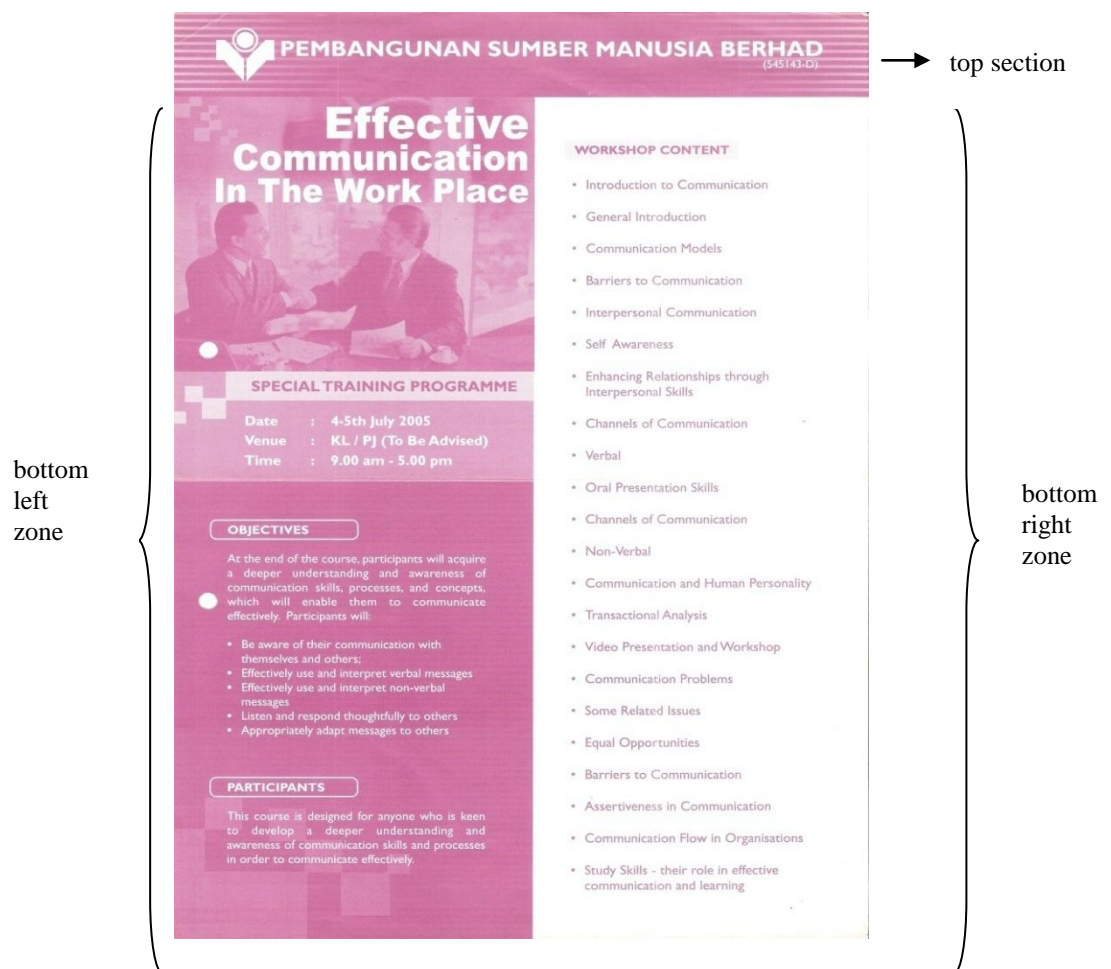 PEMBANGUNAN SUMBER MANUSIA BERHAD
(545143-D)
top section
Effective
Communication
In The Work Place
SPECIAL TRAINING PROGRAMME
Date : 4-5th July 2005
Venue : KL / PJ (To Be Advised)
Time : 9.00 am - 5.00 pm
bottom
left
zone
OBJECTIVES
At the end of the course, participants will acquire
a deeper understanding and awareness of
communication skills, processes, and concepts,
which will enable them to communicate
effectively. Participants will:
• Be aware of their communication with
themselves and others;
• Effectively use and interpret verbal messages
• Effectively use and interpret non-verbal
messages
• Listen and respond thoughtfully to others
• Appropriately adapt messages to others
PARTICIPANTS
This course is designed for anyone who is keen
to develop a deeper understanding and
awareness of communication skills and processes
in order to communicate effectively.
WORKSHOP CONTENT
• Introduction to Communication
• General Introduction
• Communication Models
• Barriers to Communication
• Interpersonal Communication
• Self Awareness
• Enhancing Relationships through
Interpersonal Skills
• Channels of Communication
• Verbal
• Oral Presentation Skills
• Channels of Communication
• Non-Verbal
• Communication and Human Personality
• Transactional Analysis
• Video Presentation and Workshop
• Communication Problems
• Some Related Issues
• Equal Opportunities
• Barriers to Communication
• Assertiveness in Communication
• Communication Flow in Organisations
• Study Skills - their role in effective
communication and learning
bottom
right
zone